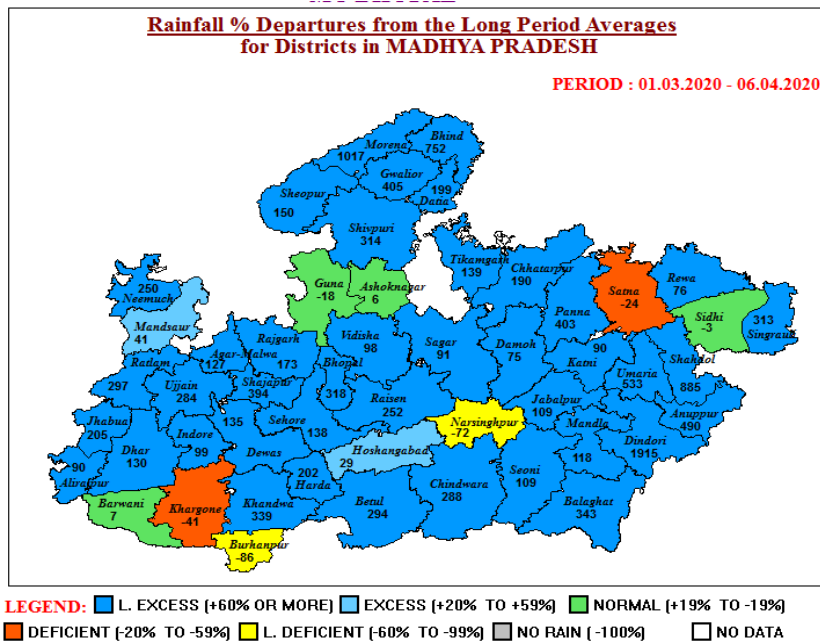 Rainfall % Departures from the Long Period Averages
for Districts in MADHYA PRADESH
PERIOD : 01.03.2020 - 06.04.2020
Bhind
752
Morena
1017
Gwalior
405
199
Datia
Sheopur
150
Shivpuri
314
Tikamgarh
139
Chhatarpur
190
Panna
403
Satna
-24
Rewa
76
Sidhi
-3
313
Singrauli
250
Neemuch
Mandsaur
41
Guna
-18
Ashoknagar
6
Ratlam
297
Agar-Malwa
127
Rajgarh
173
Vidisha
98
Sagar
91
Damoh
75
90
Katni
Umaria
533
Shahdol
885
Ujjain
284
Shajapur
394
Bhopal
318
Raisen
252
Jabalpur
109
Anuppur
490
Jhabua
205
Dhar
130
Indore
99
135
Dewas
Sehore
138
Narsinghpur
-72
Mandla
118
Dindori
1915
90
Alirajpur
Hoshangabad
29
202
Harda
Barwani
7
Khargone
-41
Khandwa
339
Burhanpur
-86
Betul
294
Chindwara
288
Seoni
109
Balaghat
343
LEGEND: L. EXCESS (+60% OR MORE) EXCESS (+20% TO +59%) NORMAL (+19% TO -19%)
DEFICIENT (-20% TO -59%) L. DEFICIENT (-60% TO -99%) NO RAIN (-100%) NO DATA